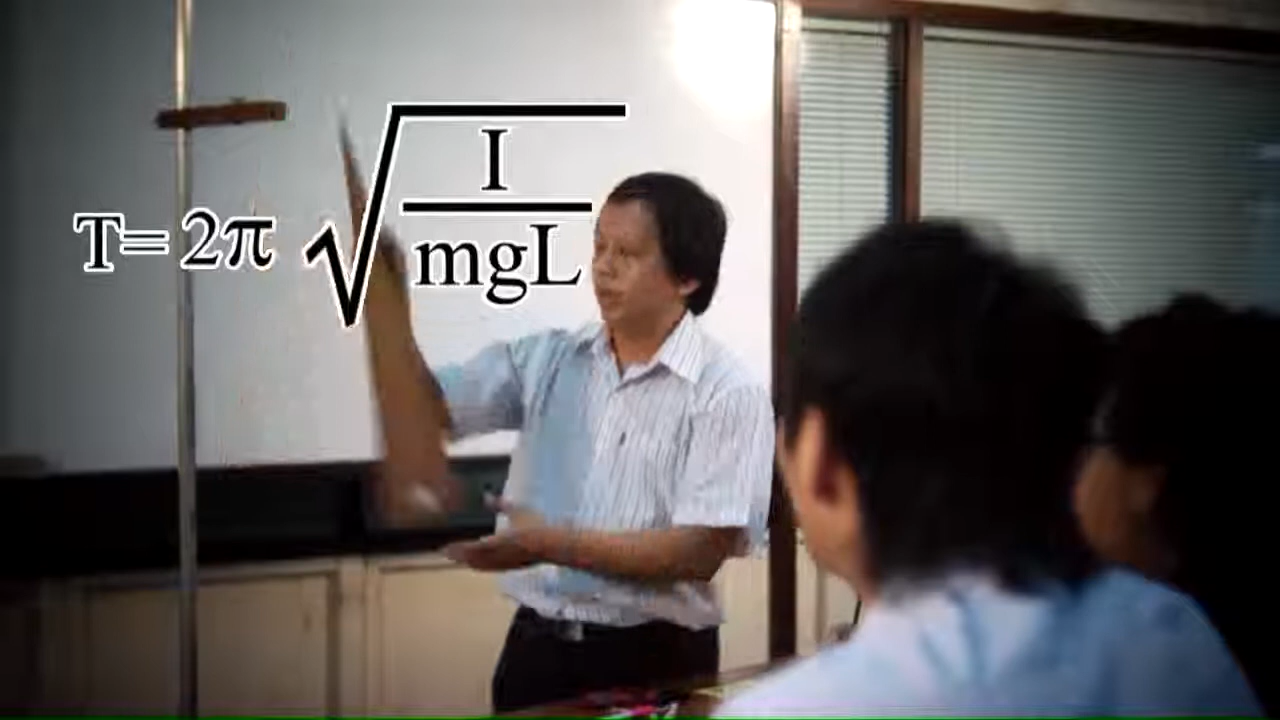 T= 2π √(I/mgL)